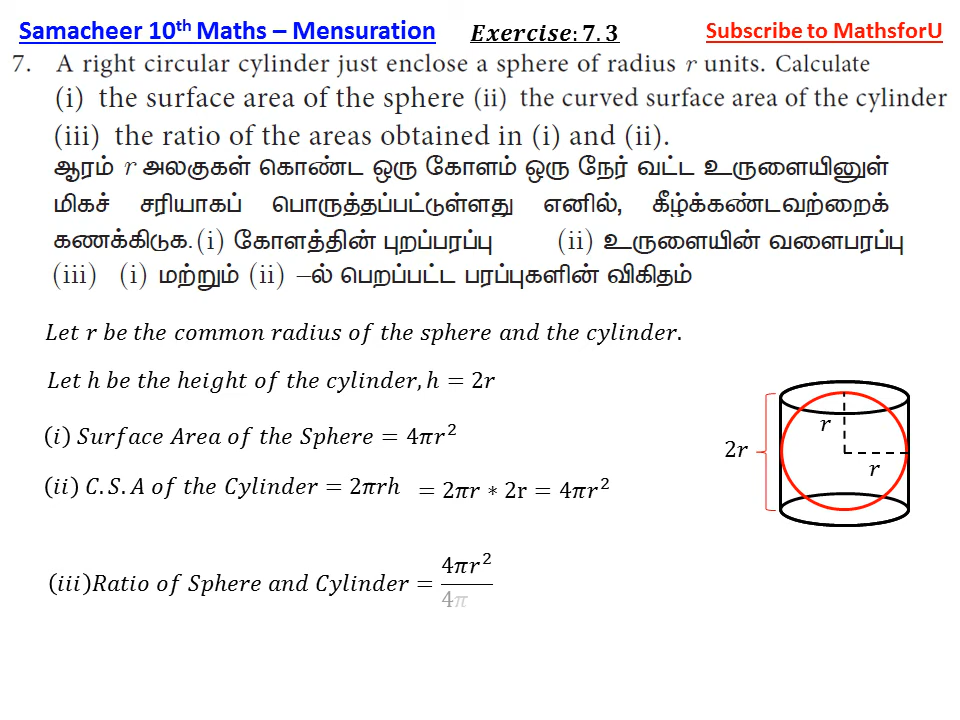 Samacheer 10th Maths – Mensuration Exercise: 7.3 Subscribe to MathsforU
7. A right circular cylinder just enclose a sphere of radius r units. Calculate
(i) the surface area of the sphere (ii) the curved surface area of the cylinder
(iii) the ratio of the areas obtained in (i) and (ii).
ஆரம் r அலகுகள் கொண்ட ஒரு கோளம் ஒரு நேர் வட்ட உருளையினுள்
மிகச் சரியாகப் பொருத்தப்பட்டுள்ளது எனில், கீழ்க்கண்டவற்றைக்
கணக்கிடுக. (i) கோளத்தின் புறப்பரப்பு (ii) உருளையின் வளைபரப்பு
(iii) (i) மற்றும் (ii) –ல் பெறப்பட்ட பரப்புகளின் விகிதம்
Let r be the common radius of the sphere and the cylinder.
Let h be the height of the cylinder, h = 2r
(i) Surface Area of the Sphere = 4πr²
(ii) C.S.A of the Cylinder = 2πrh = 2πr ∗ 2r = 4πr²
(iii)Ratio of Sphere and Cylinder = 4πr²
4π
2r
r
r